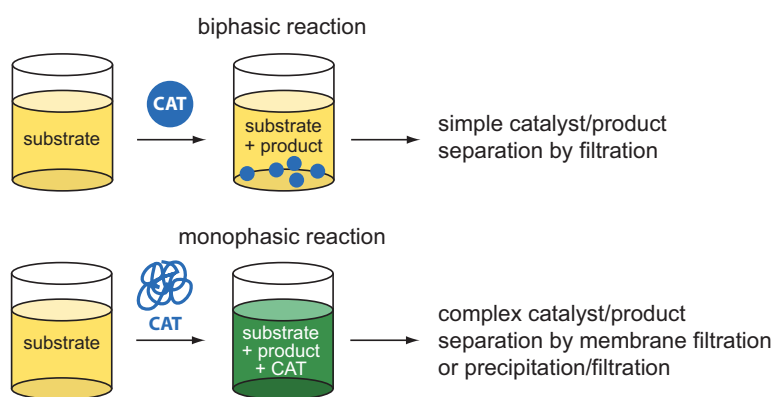 biphasic reaction
CAT
substrate
substrate
+ product
simple catalyst/product
separation by filtration
monophasic reaction
CAT
substrate
substrate
+ product
+ CAT
complex catalyst/product
separation by membrane filtration
or precipitation/filtration